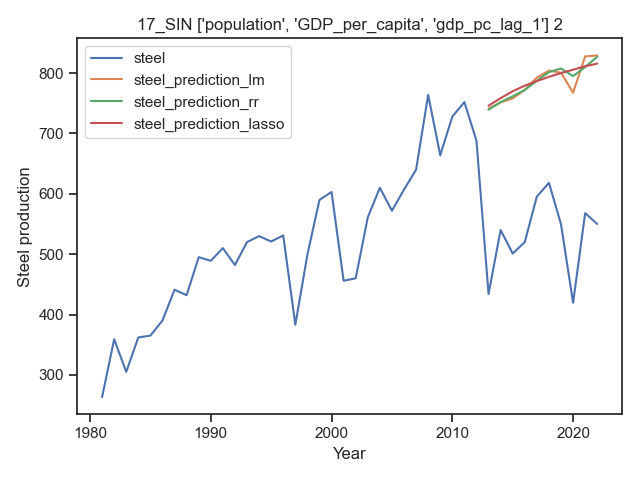 17_SIN ['population', 'GDP_per_capita', 'gdp_pc_lag_1'] 2
steel
steel_prediction_lm
steel_prediction_rr
steel_prediction_lasso
800
700
600
500
400
300
Steel production
1980
1990
2000
2010
2020
Year